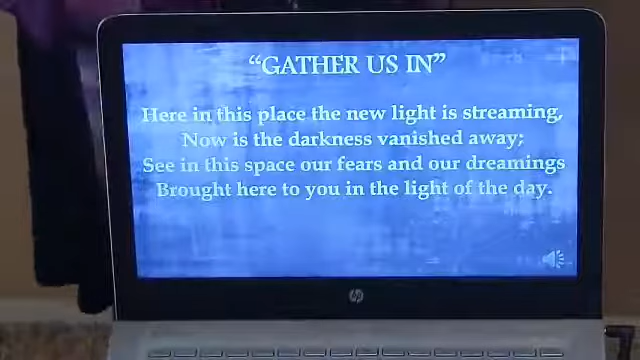 “GATHER US IN”
Here in this place the new light is streaming,
Now is the darkness vanished away;
See in this space our fears and our dreamings
Brought here to you in the light of the day.
hp